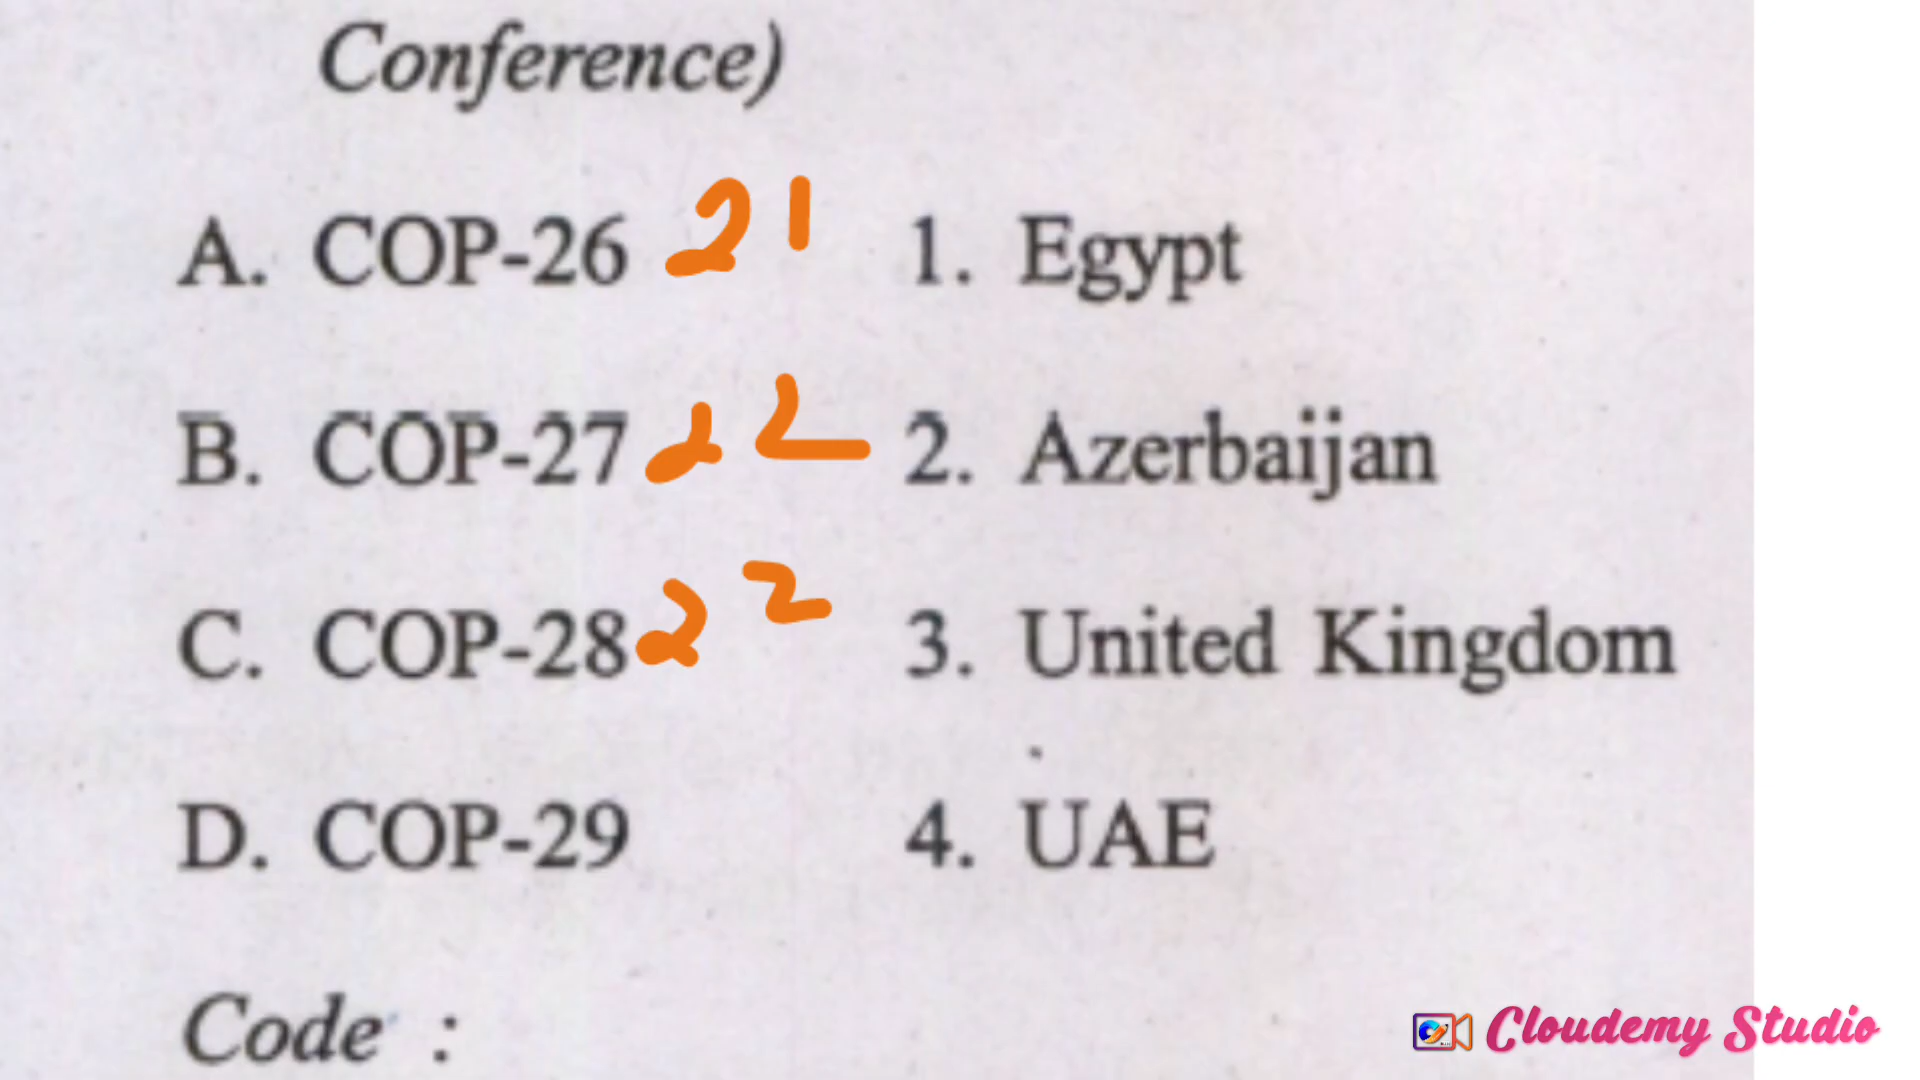 Conference)
A. COP-26 21 1. Egypt
B. COP-27 22 2. Azerbaijan
C. COP-28 22 3. United Kingdom
D. COP-29 4. UAE
Code :
Cloudemy Studio